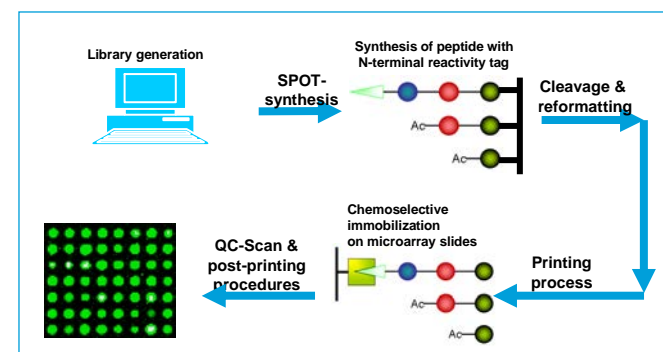 Library generation
SPOT-
synthesis
Synthesis of peptide with
N-terminal reactivity tag
Ac
Ac
Cleavage &
reformatting
Printing
process
Chemoselective
immobilization
on microarray slides
Ac
Ac
QC-Scan &
post-printing
procedures